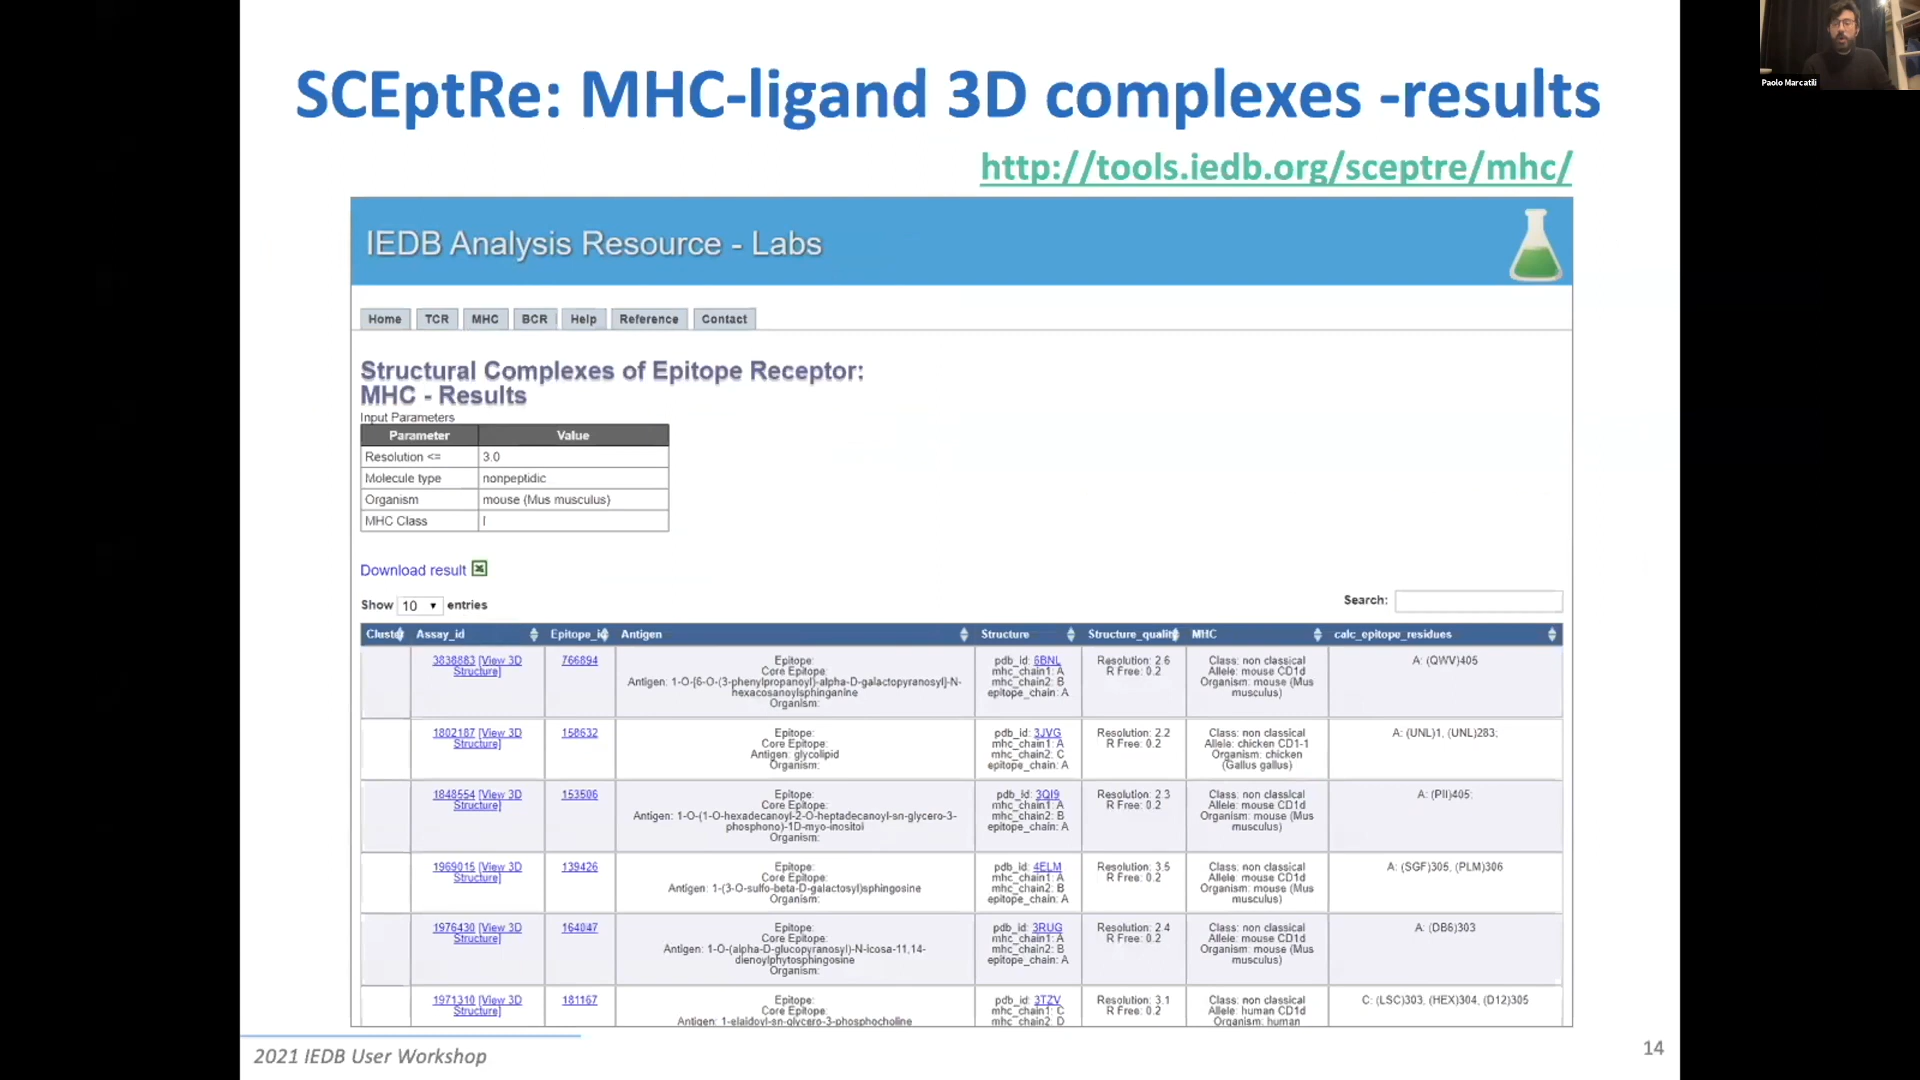 SCEptRe: MHC-ligand 3D complexes -results
http://tools.iedb.org/sceptre/mhc/
IEDB Analysis Resource - Labs
Home TCR MHC BCR Help Reference Contact
Structural Complexes of Epitope Receptor:
MHC - Results
Input Parameters
Parameter Value
Resolution <= 3.0
Molecule type nonpeptidic
Organism mouse (Mus musculus)
MHC Class I
Download result
Show 10 entries
Search:
Cluste Assay_id Epitope_i Antigen Structure Structure_quality MHC calc_epitope_residues
3838883 [View 3D
Structure]
766894
Epitope:
Core Epitope:
Antigen: 1-O-[6-O-(3-phenylpropanoyl)-alpha-D-galactopyranosyl]-N-
hexacosanoylsphinganine
Organism:
pdb_id: 6BNL
mhc_chain1: A
mhc_chain2: B
epitope_chain: A
Resolution: 2.6
R Free: 0.2
Class: non classical
Allele: mouse CD1d
Organism: mouse (Mus
musculus)
A: (QWV)405
1802187 [View 3D
Structure]
158632
Epitope:
Core Epitope:
Antigen: glycolipid
Organism:
pdb_id: 3JVG
mhc_chain1: A
mhc_chain2: C
epitope_chain: A
Resolution: 2.2
R Free: 0.2
Class: non classical
Allele: chicken CD1-1
Organism: chicken
(Gallus gallus)
A: (UNL)1, (UNL)283;
1848554 [View 3D
Structure]
153506
Epitope:
Core Epitope:
Antigen: 1-O-(1-O-hexadecanoyl-2-O-heptadecanoyl-sn-glycero-3-
phosphono)-1D-myo-inositol
Organism:
pdb_id: 3QI9
mhc_chain1: A
mhc_chain2: B
epitope_chain: A
Resolution: 2.3
R Free: 0.2
Class: non classical
Allele: mouse CD1d
Organism: mouse (Mus
musculus)
A: (PII)405:
1969015 [View 3D
Structure]
139426
Epitope:
Core Epitope:
Antigen: 1-(3-O-sulfo-beta-D-galactosyl)sphingosine
Organism:
pdb_id: 4ELM
mhc_chain1: A
mhc_chain2: B
epitope_chain: A
Resolution: 3.5
R Free: 0.2
Class: non classical
Allele: mouse CD1d
Organism: mouse (Mus
musculus)
A: (SGF)305, (PLM)306
1976430 [View 3D
Structure]
164047
Epitope:
Core Epitope:
Antigen: 1-O-(alpha-D-glucopyranosyl)-N-icosa-11,14-
dienoylphytosphingosine
Organism:
pdb_id: 3RUG
mhc_chain1: A
mhc_chain2: B
epitope_chain: A
Resolution: 2.4
R Free: 0.2
Class: non classical
Allele: mouse CD1d
Organism: mouse (Mus
musculus)
A: (DB6)303
1971310 [View 3D
Structure]
181167
Epitope:
Core Epitope:
Antigen: 1-elaidoyl-sn-glycero-3-phosphocholine
pdb_id: 3TZV
mhc_chain1: C
mhc_chain2: D
Resolution: 3.1
R Free: 0.2
Class: non classical
Allele: human CD1d
Organism: human
C: (LSC)303, (HEX)304, (D12)305
2021 IEDB User Workshop
14
Paolo Marcatili